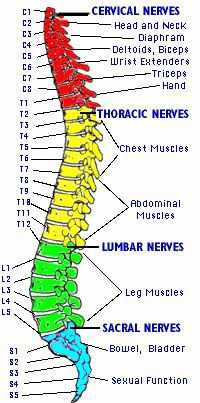 C1 CERVICAL NERVES
C2 Head and Neck
C3 Diaphram
C4 Deltoids, Biceps
C5 Wrist Extenders
C6 Triceps
C7 Hand
C8
T1
T2 THORACIC NERVES
T3
T4
T5 Chest Muscles
T6
T7
T8
T9
T10 Abdominal
T11 Muscles
T12
LUMBAR NERVES
L1
L2
L3 Leg Muscles
L4
L5
SACRAL NERVES
S1 Bowel, Bladder
S2
S3
S4 Sexual Function
S5